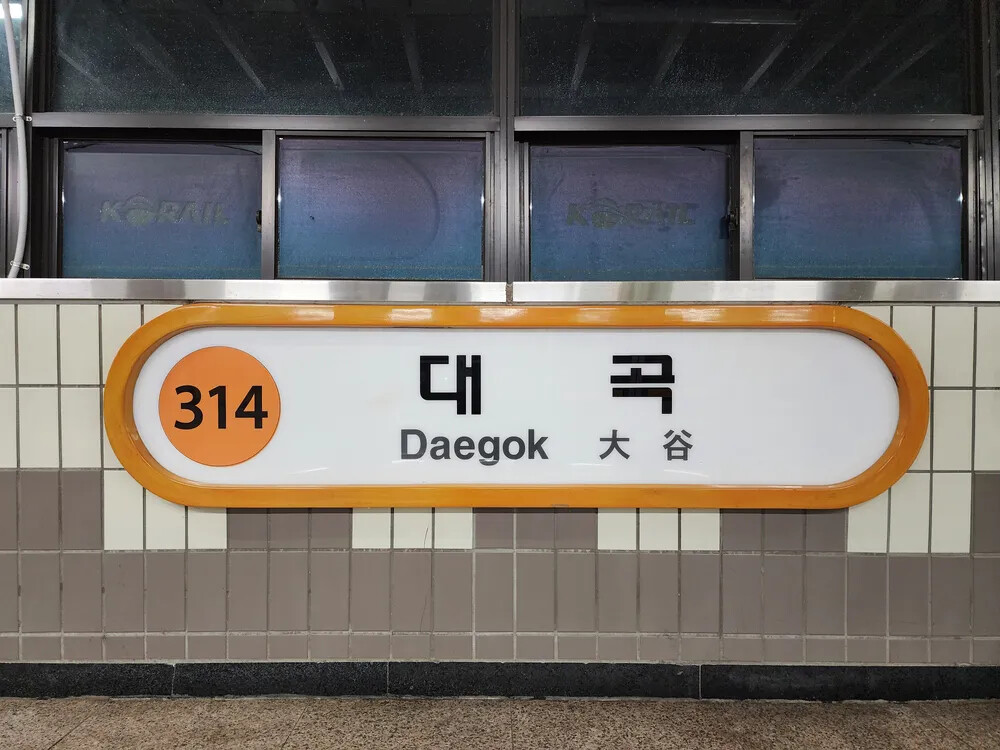 KORAIL KORAIL
314
대 곡
Daegok 大 谷